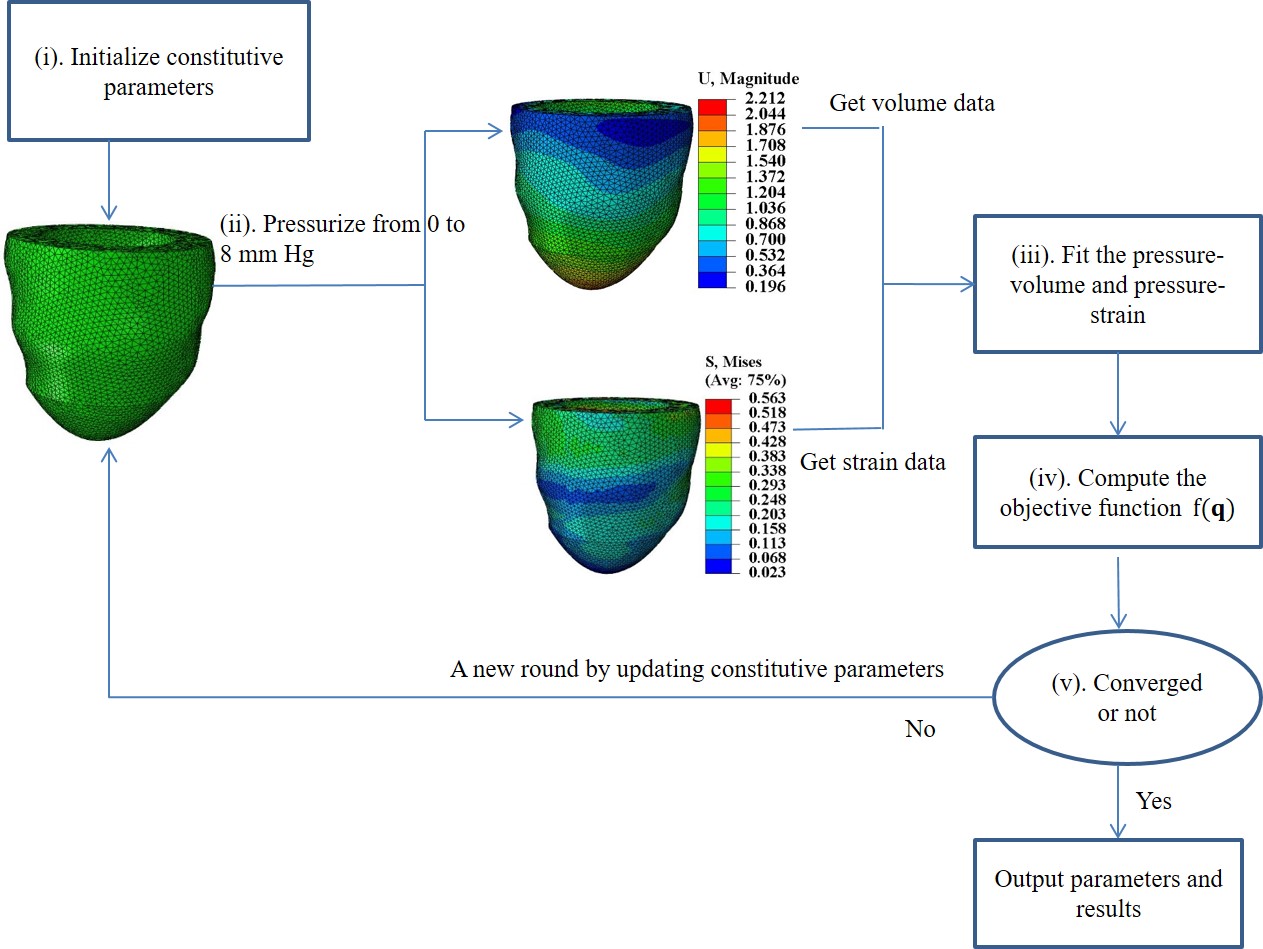 (i). Initialize constitutive
parameters
(ii). Pressurize from 0 to
8 mm Hg
U, Magnitude
2.212
2.044
1.876
1.708
1.540
1.372
1.204
1.036
0.868
0.700
0.532
0.364
0.196
Get volume data
S, Mises
(Avg: 75%)
0.563
0.518
0.473
0.428
0.383
0.338
0.293
0.248
0.203
0.158
0.113
0.068
0.023
Get strain data
(iii). Fit the pressure-
volume and pressure-
strain
(iv). Compute the
objective function f(q)
(v). Converged
or not
A new round by updating constitutive parameters
No
Yes
Output parameters and
results